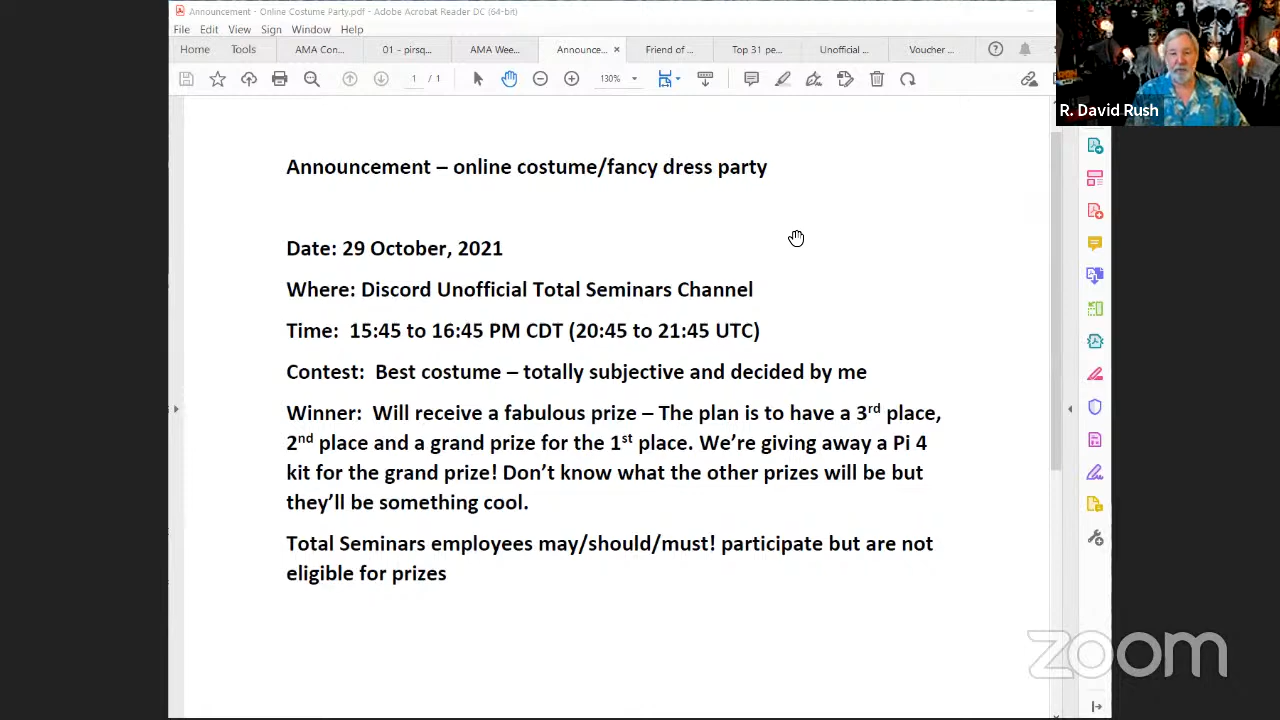 Announcement - Online Costume Party.pdf - Adobe Acrobat Reader DC (64-bit)
File Edit View Sign Window Help
Home Tools AMA Con... 01 - pirsq... AMA Wee... Announce... × Friend of ... Top 31 pe... Unofficial ... Voucher ...
1 / 1 130%
R. David Rush
Announcement – online costume/fancy dress party
Date: 29 October, 2021
Where: Discord Unofficial Total Seminars Channel
Time: 15:45 to 16:45 PM CDT (20:45 to 21:45 UTC)
Contest: Best costume – totally subjective and decided by me
Winner: Will receive a fabulous prize – The plan is to have a 3rd place,
2nd place and a grand prize for the 1st place. We’re giving away a Pi 4
kit for the grand prize! Don’t know what the other prizes will be but
they’ll be something cool.
Total Seminars employees may/should/must! participate but are not
eligible for prizes
zoom